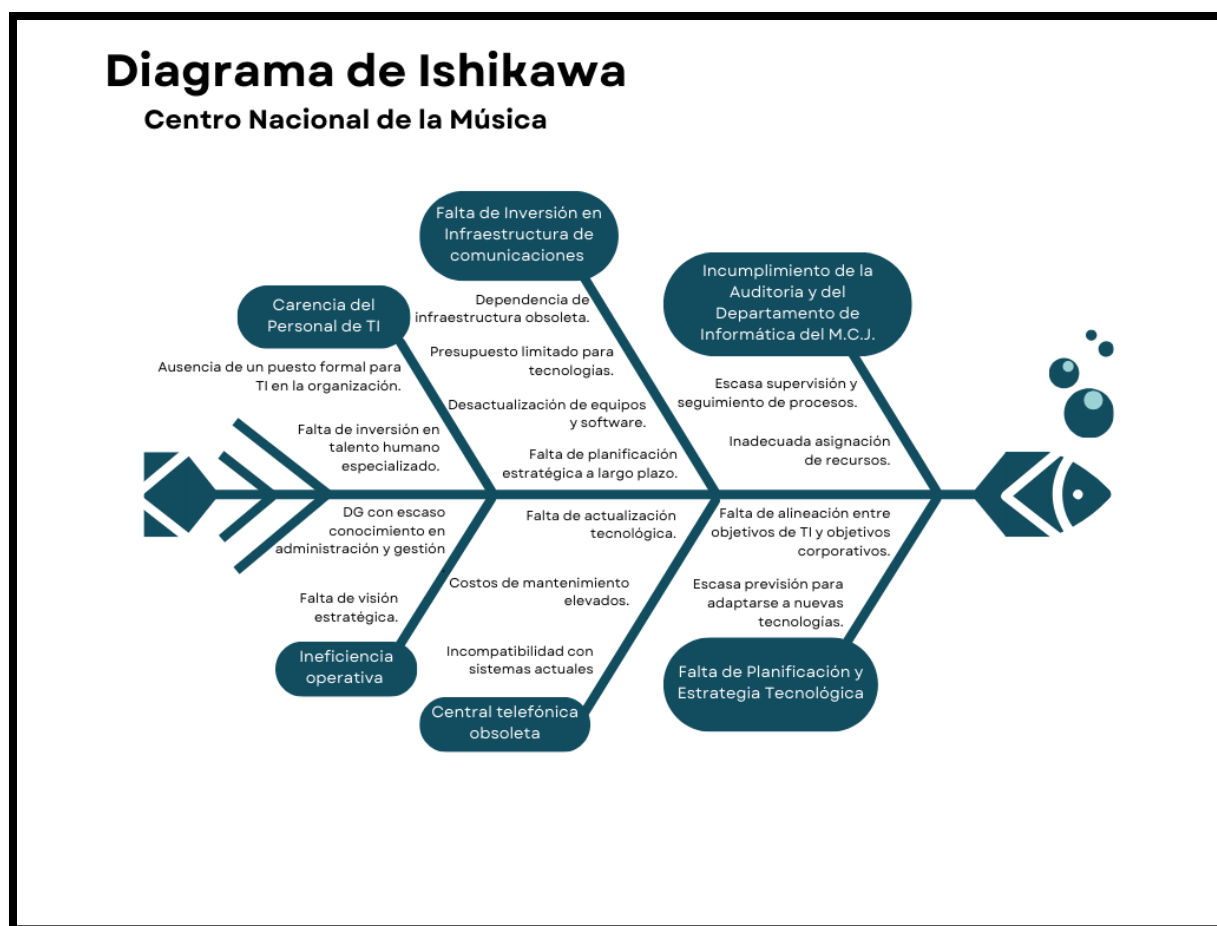 Diagrama de Ishikawa
Centro Nacional de la Música
Falta de Inversión en
Infraestructura de
comunicaciones
Incumplimiento de la
Auditoria y del
Departamento de
Informática del M.C.J.
Carencia del
Personal de TI
Dependencia de
infraestructura obsoleta.
Presupuesto limitado para
tecnologías.
Desactualización de equipos
y software.
Falta de planificación
estratégica a largo plazo.
Ausencia de un puesto formal para
TI en la organización.
Falta de inversión en
talento humano
especializado.
Escasa supervisión y
seguimiento de procesos.
Inadecuada asignación
de recursos.
DG con escaso
conocimiento en
administración y gestión
Falta de visión
estratégica.
Ineficiencia
operativa
Falta de actualización
tecnológica.
Costos de mantenimiento
elevados.
Incompatibilidad con
sistemas actuales
Central telefónica
obsoleta
Falta de alineación entre
objetivos de TI y objetivos
corporativos.
Escasa previsión para
adaptarse a nuevas
tecnologías.
Falta de Planificación y
Estrategia Tecnológica